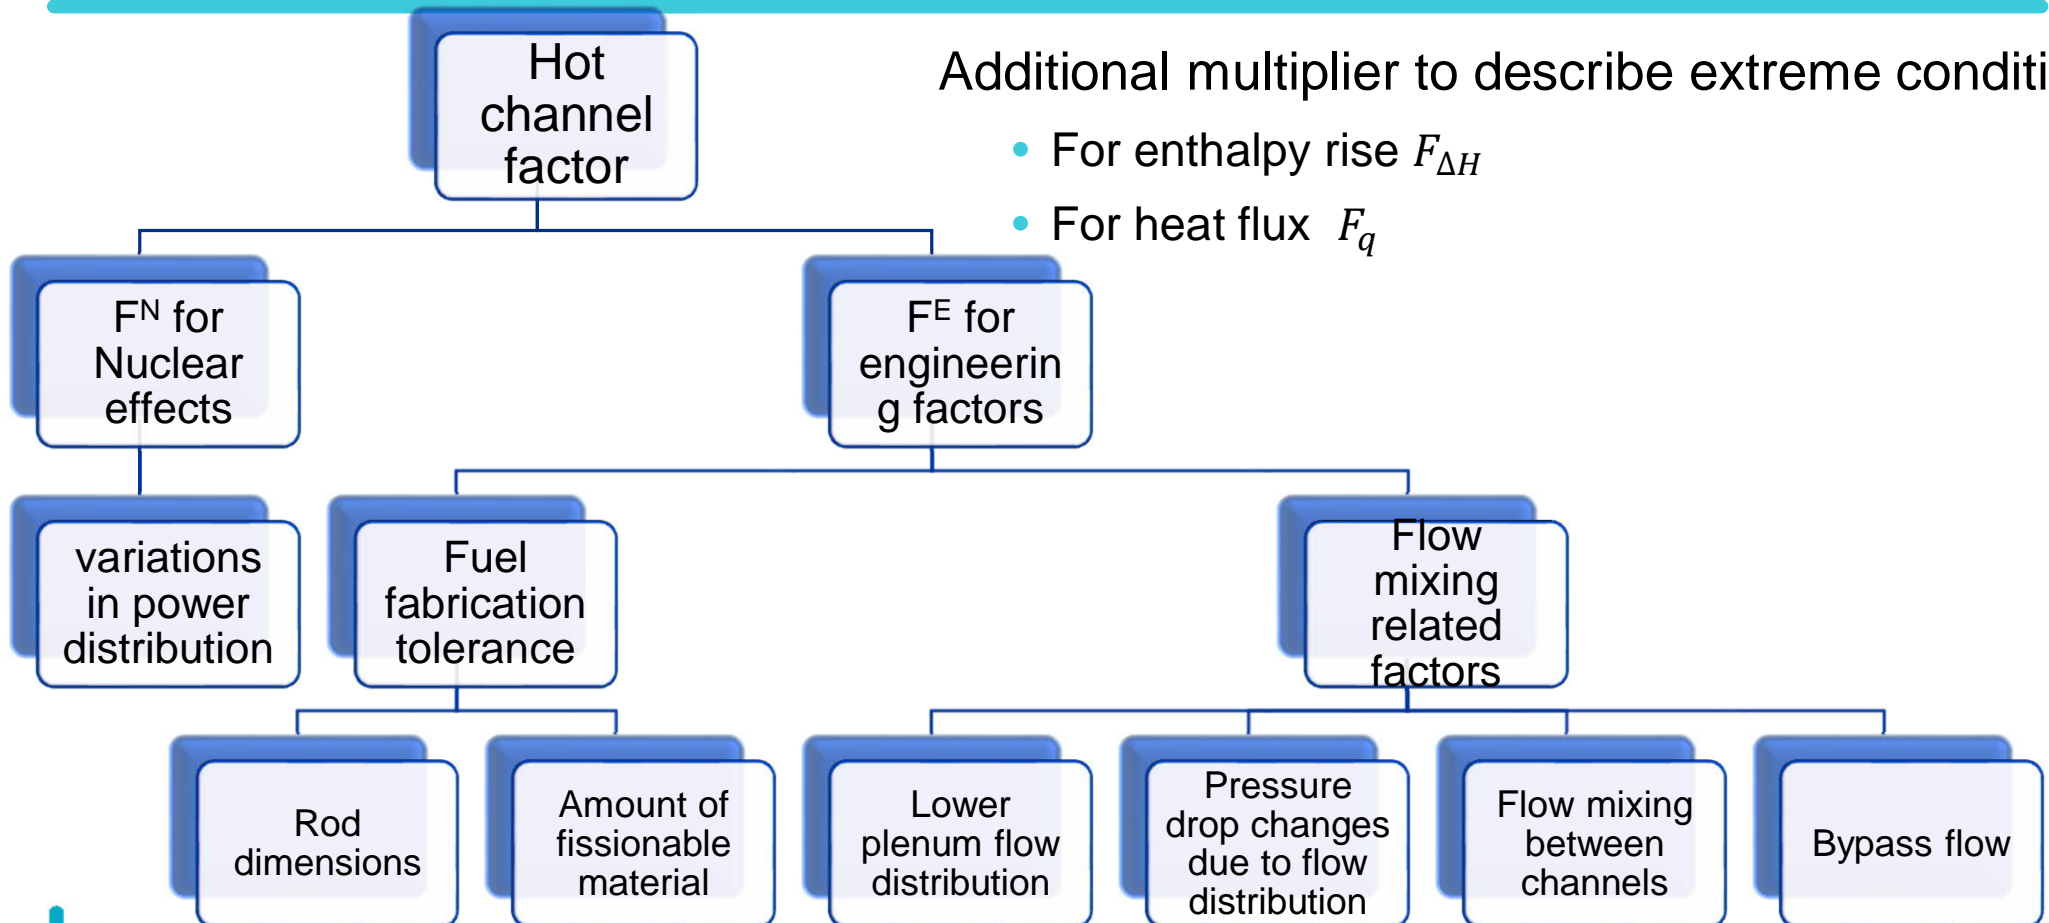 Hot
channel
factor
Additional multiplier to describe extreme conditi
• For enthalpy rise F_ΔH
• For heat flux F_q
Fᴺ for
Nuclear
effects
Fᴱ for
engineerin
g factors
variations
in power
distribution
Fuel
fabrication
tolerance
Flow
mixing
related
factors
Rod
dimensions
Amount of
fissionable
material
Lower
plenum flow
distribution
Pressure
drop changes
due to flow
distribution
Flow mixing
between
channels
Bypass flow